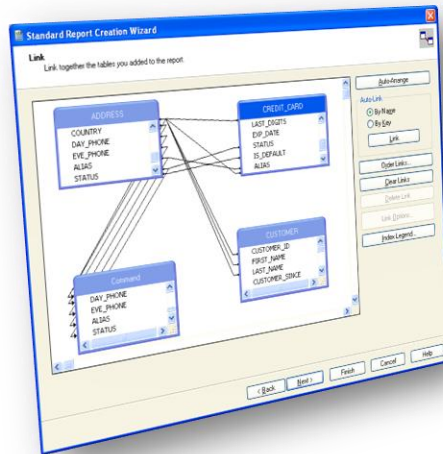 Standard Report Creation Wizard
Link
Link together the tables you added to the report.
ADDRESS
COUNTRY
DAY_PHONE
EVE_PHONE
ALIAS
STATUS
CREDIT_CARD
LAST_DIGITS
EXP_DATE
STATUS
IS_DEFAULT
ALIAS
Command
DAY_PHONE
EVE_PHONE
ALIAS
STATUS
CUSTOMER
CUSTOMER_ID
FIRST_NAME
LAST_NAME
CUSTOMER_SINCE
Auto-Arrange
Auto-Link
By Name
By Key
Link
Order Links...
Clear Links
Delete Link
Link Options...
Index Legend...
< Back
Next >
Finish
Cancel
Help